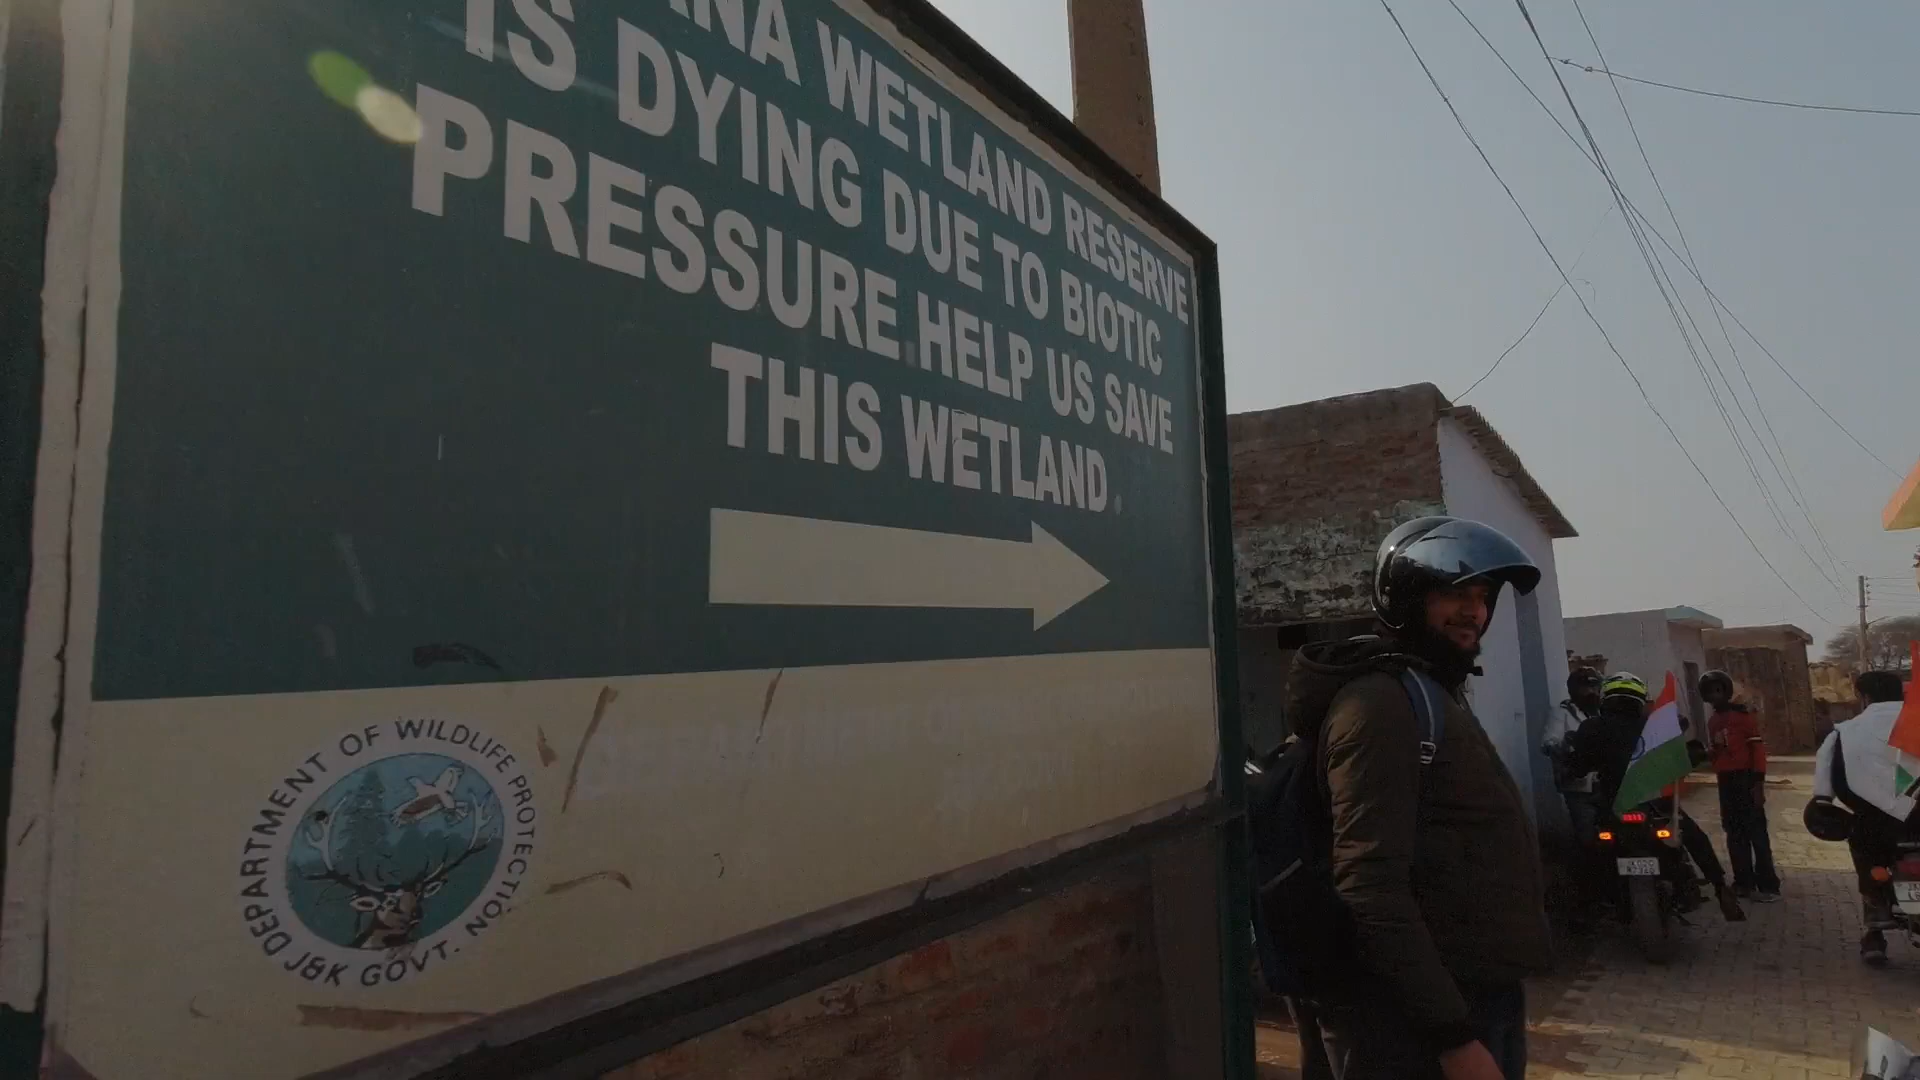 WETLAND RESERVE
IS DYING DUE TO BIOTIC
PRESSURE HELP US SAVE
THIS WETLAND.
DEPARTMENT OF WILDLIFE PROTECTION
J&K GOVT.